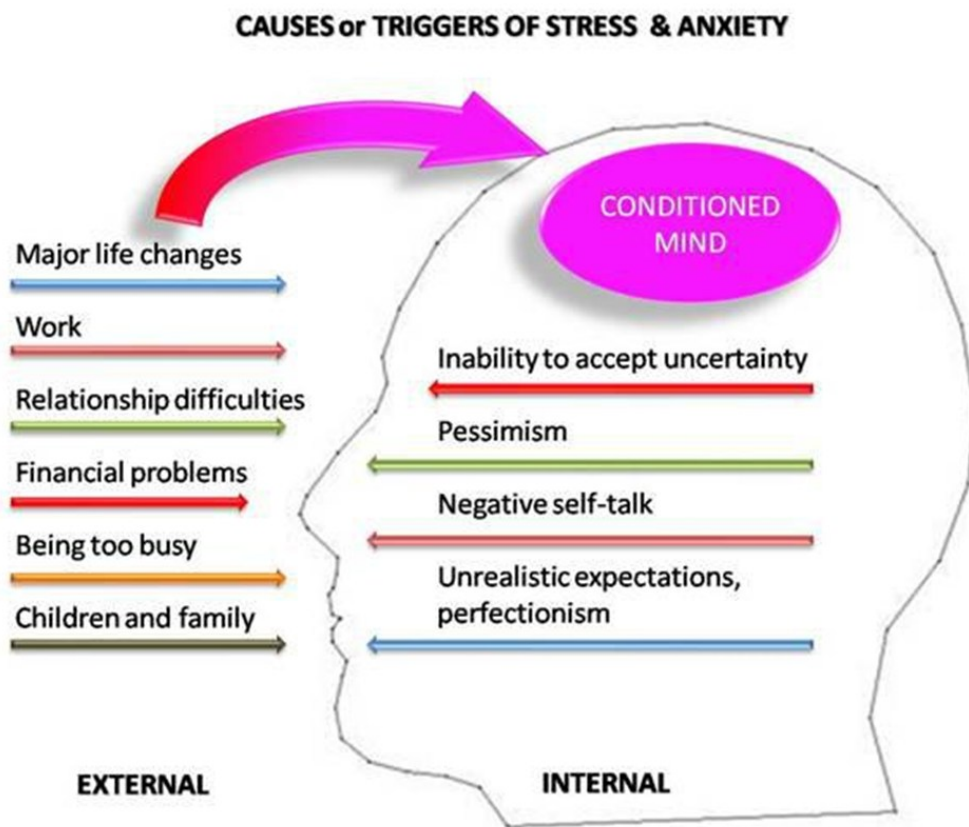 CAUSES or TRIGGERS OF STRESS & ANXIETY
CONDITIONED
MIND
Major life changes
Work
Relationship difficulties
Financial problems
Being too busy
Children and family
EXTERNAL
Inability to accept uncertainty
Pessimism
Negative self-talk
Unrealistic expectations,
perfectionism
INTERNAL